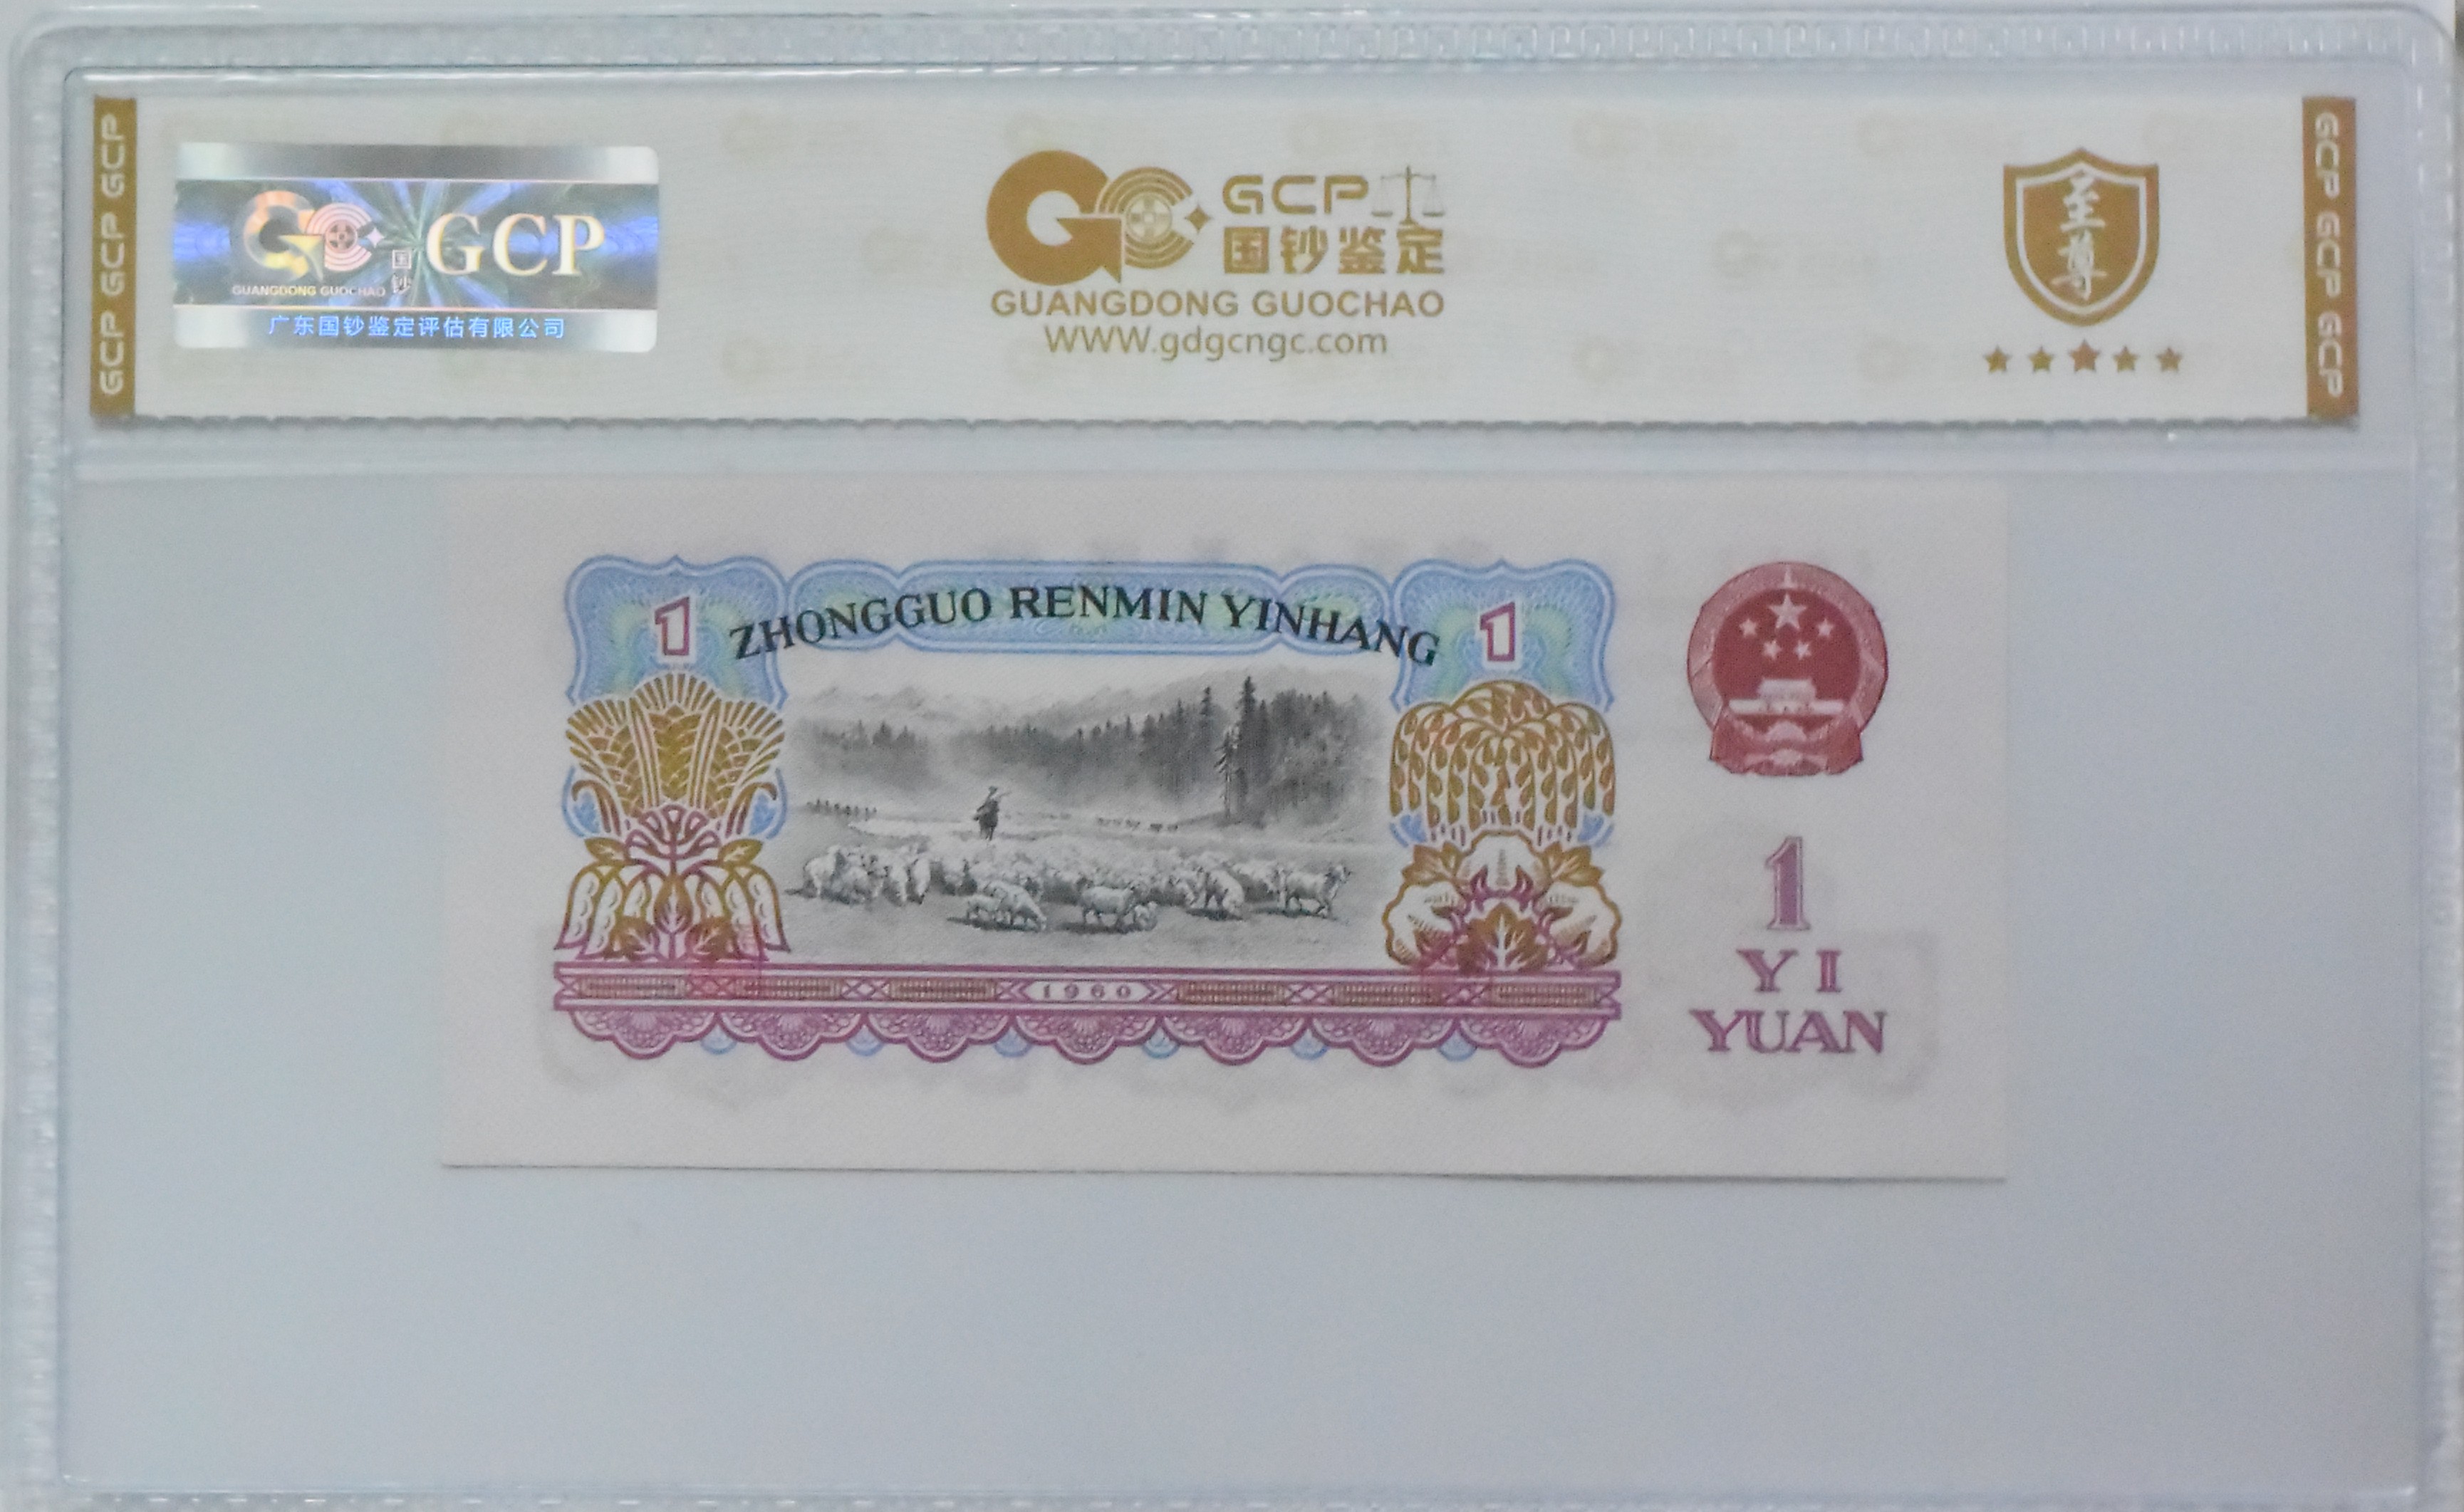 GCP GCP GCP
GC 国钞 GCP
GUANGDONG GUOCHAO
广东国钞鉴定评估有限公司
GCP
国钞鉴定
GUANGDONG GUOCHAO
WWW.gdgcngc.com
至尊
GCP GCP GCP
1 ZHONGGUO RENMIN YINHANG 1
1960
1
YI
YUAN